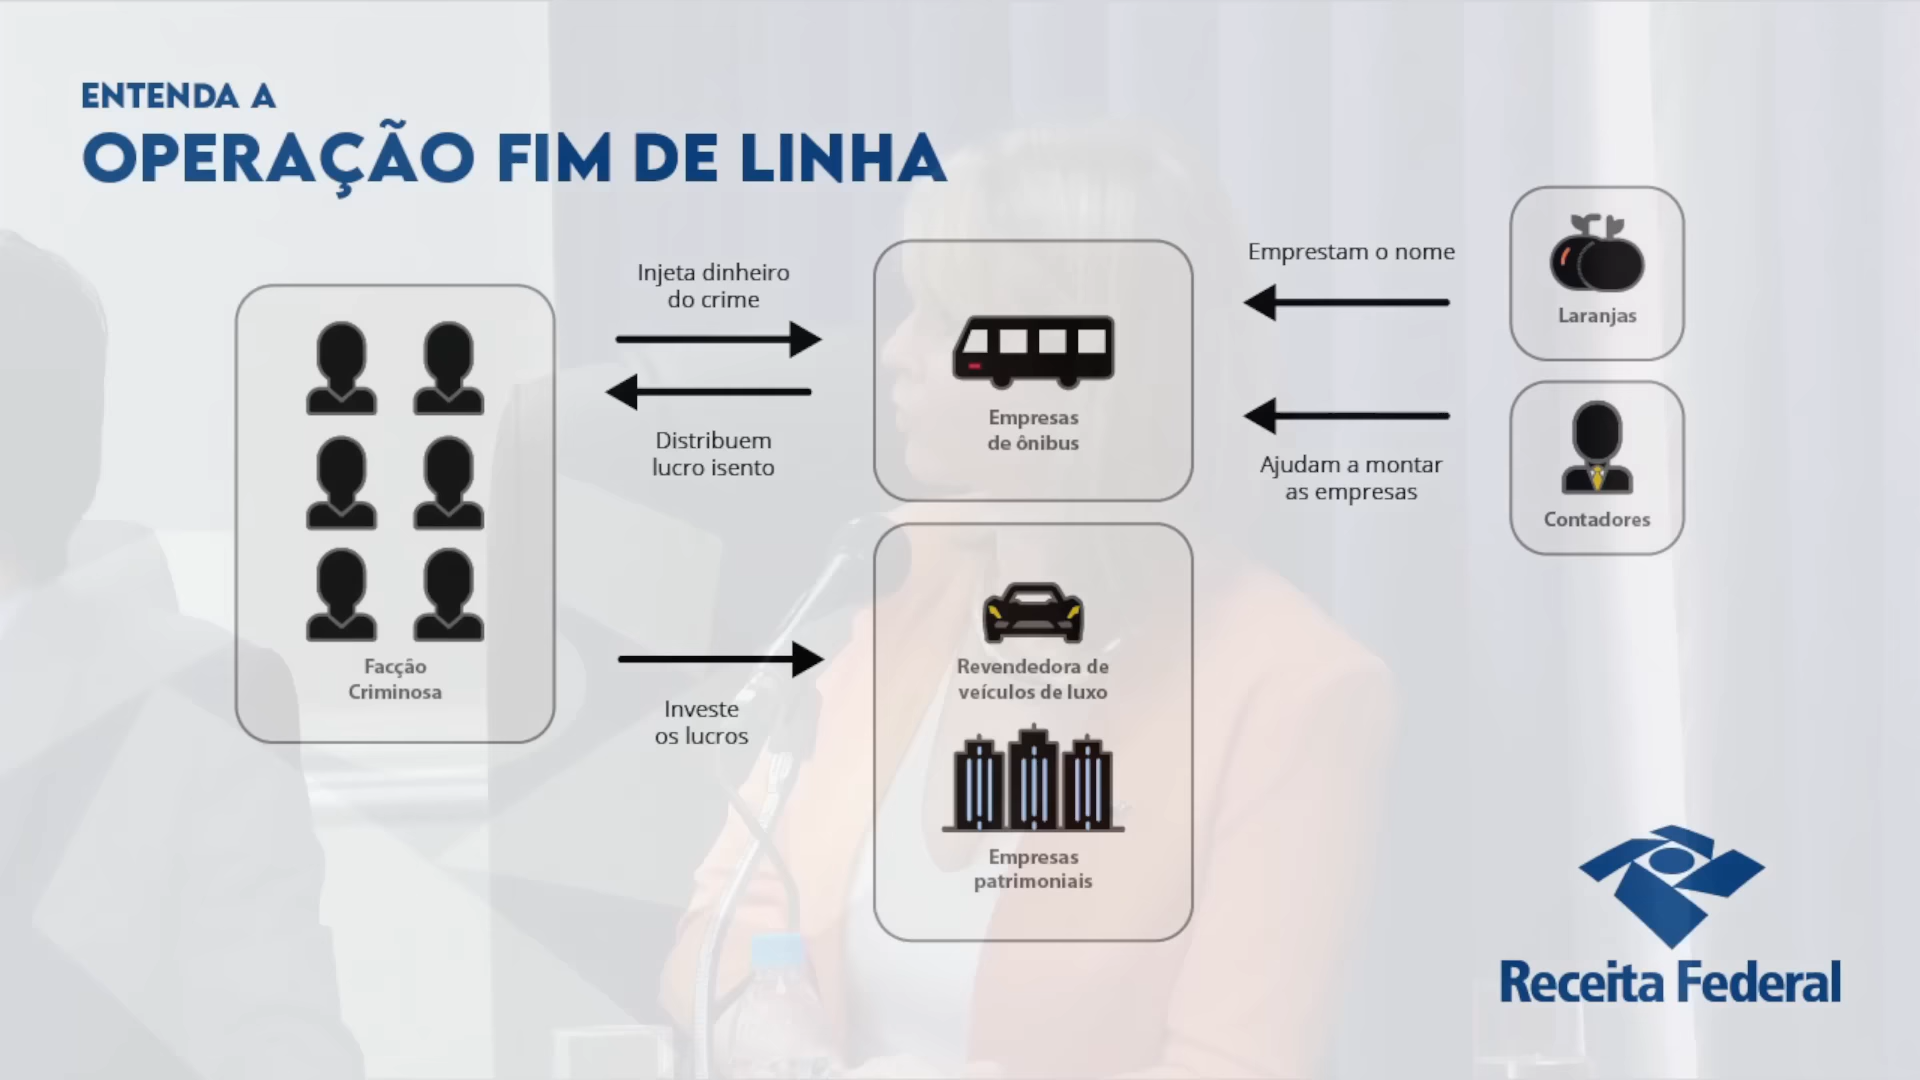 ENTENDA A
OPERAÇÃO FIM DE LINHA
Facção
Criminosa
Injeta dinheiro
do crime
Distribuem
lucro isento
Investe
os lucros
Empresas
de ônibus
Revendedora de
veículos de luxo
Empresas
patrimoniais
Emprestam o nome
Ajudam a montar
as empresas
Laranjas
Contadores
Receita Federal